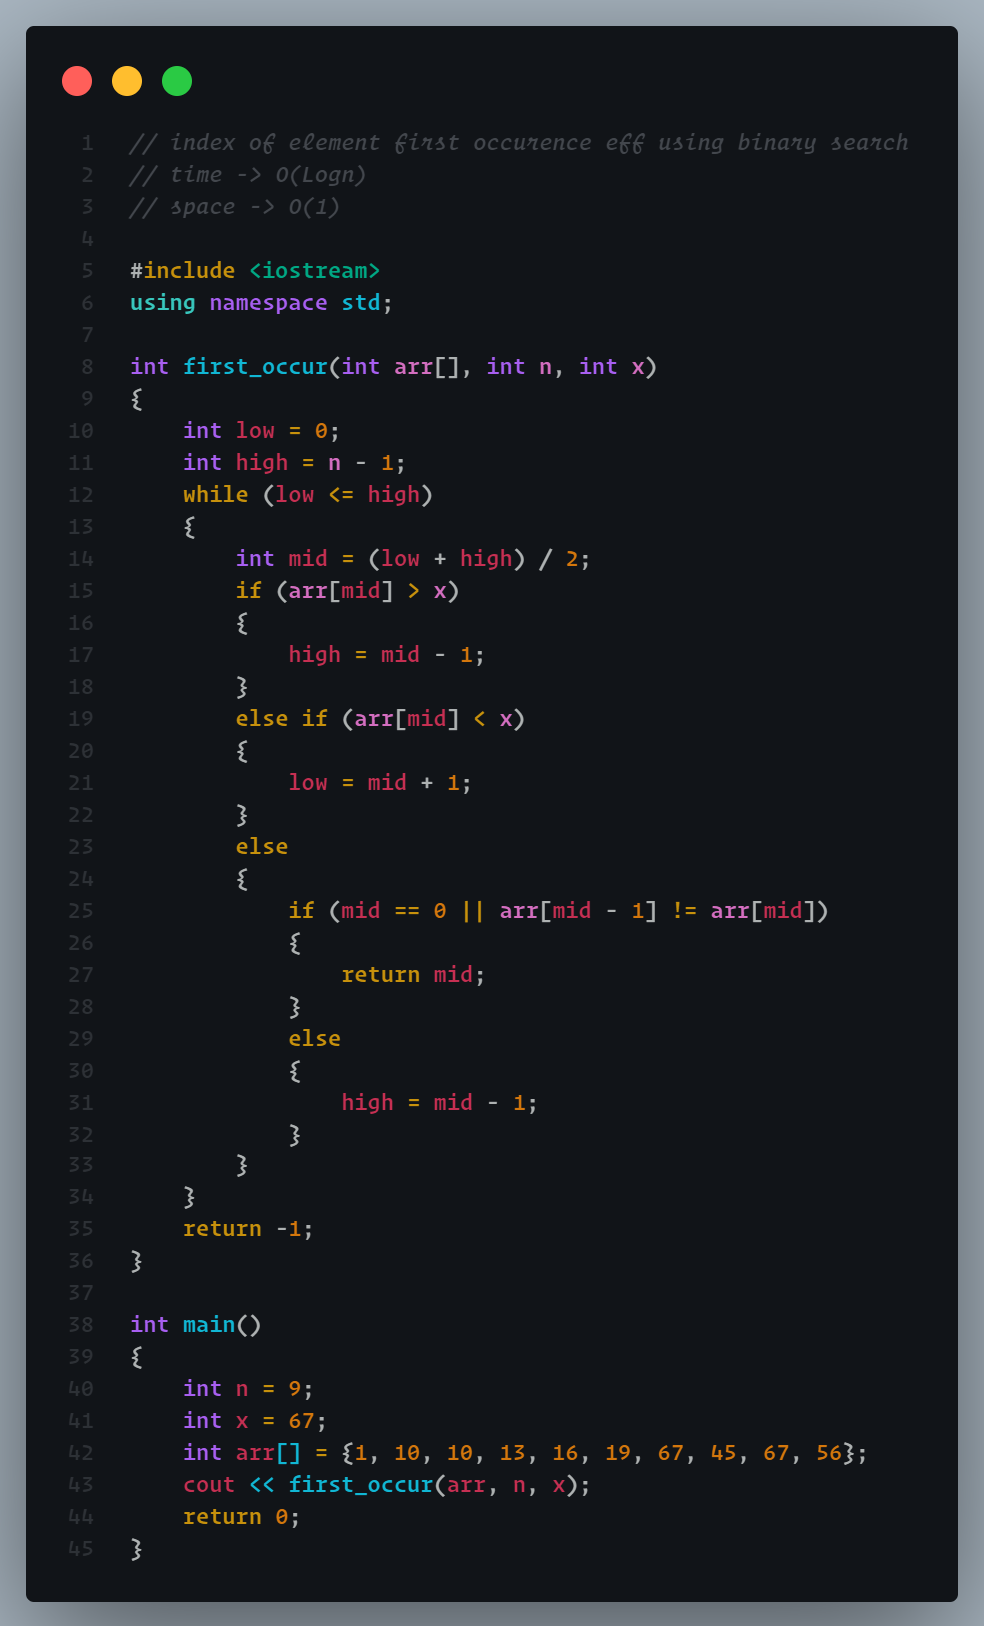 1 // index of element first occurence eff using binary search
2 // time -> O(Logn)
3 // space -> O(1)
4
5 #include <iostream>
6 using namespace std;
7
8 int first_occur(int arr[], int n, int x)
9 {
10     int low = 0;
11     int high = n - 1;
12     while (low <= high)
13     {
14         int mid = (low + high) / 2;
15         if (arr[mid] > x)
16         {
17             high = mid - 1;
18         }
19         else if (arr[mid] < x)
20         {
21             low = mid + 1;
22         }
23         else
24         {
25             if (mid == 0 || arr[mid - 1] != arr[mid])
26             {
27                 return mid;
28             }
29             else
30             {
31                 high = mid - 1;
32             }
33         }
34     }
35     return -1;
36 }
37
38 int main()
39 {
40     int n = 9;
41     int x = 67;
42     int arr[] = {1, 10, 10, 13, 16, 19, 67, 45, 67, 56};
43     cout << first_occur(arr, n, x);
44     return 0;
45 }